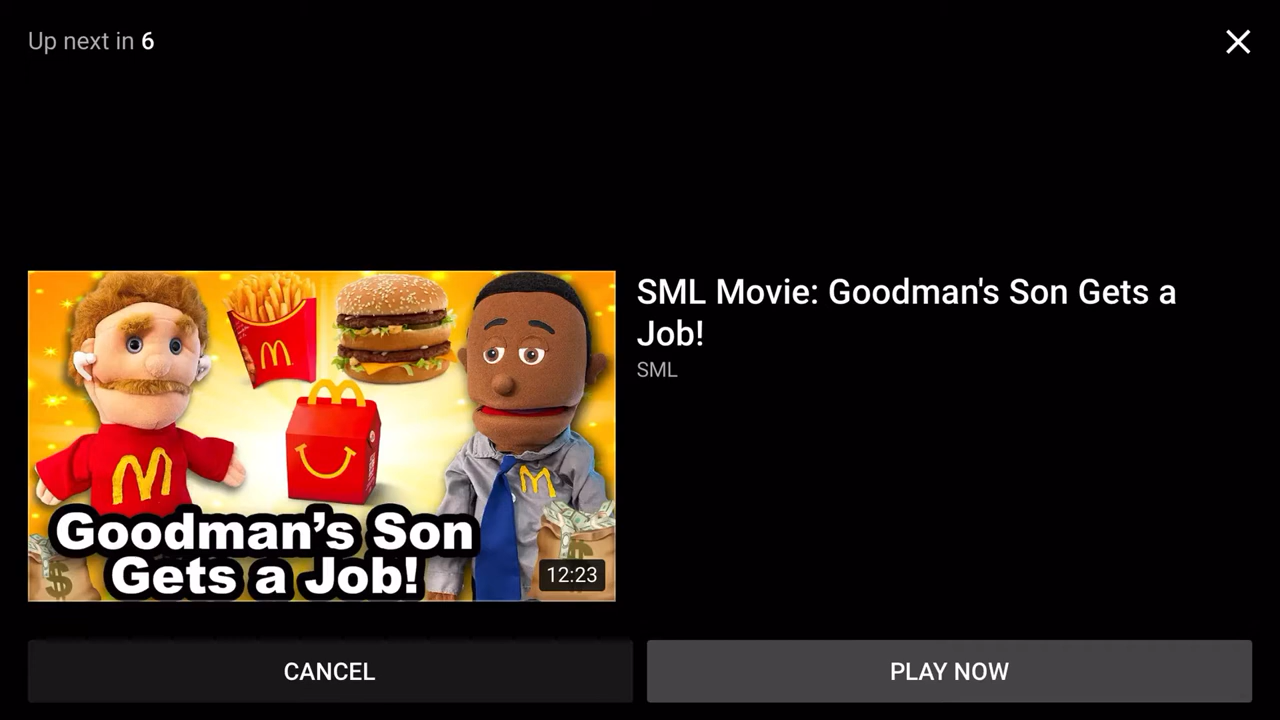 Up next in 6
SML Movie: Goodman's Son Gets a
Job!
SML
Goodman's Son
Gets a Job!
12:23
CANCEL
PLAY NOW